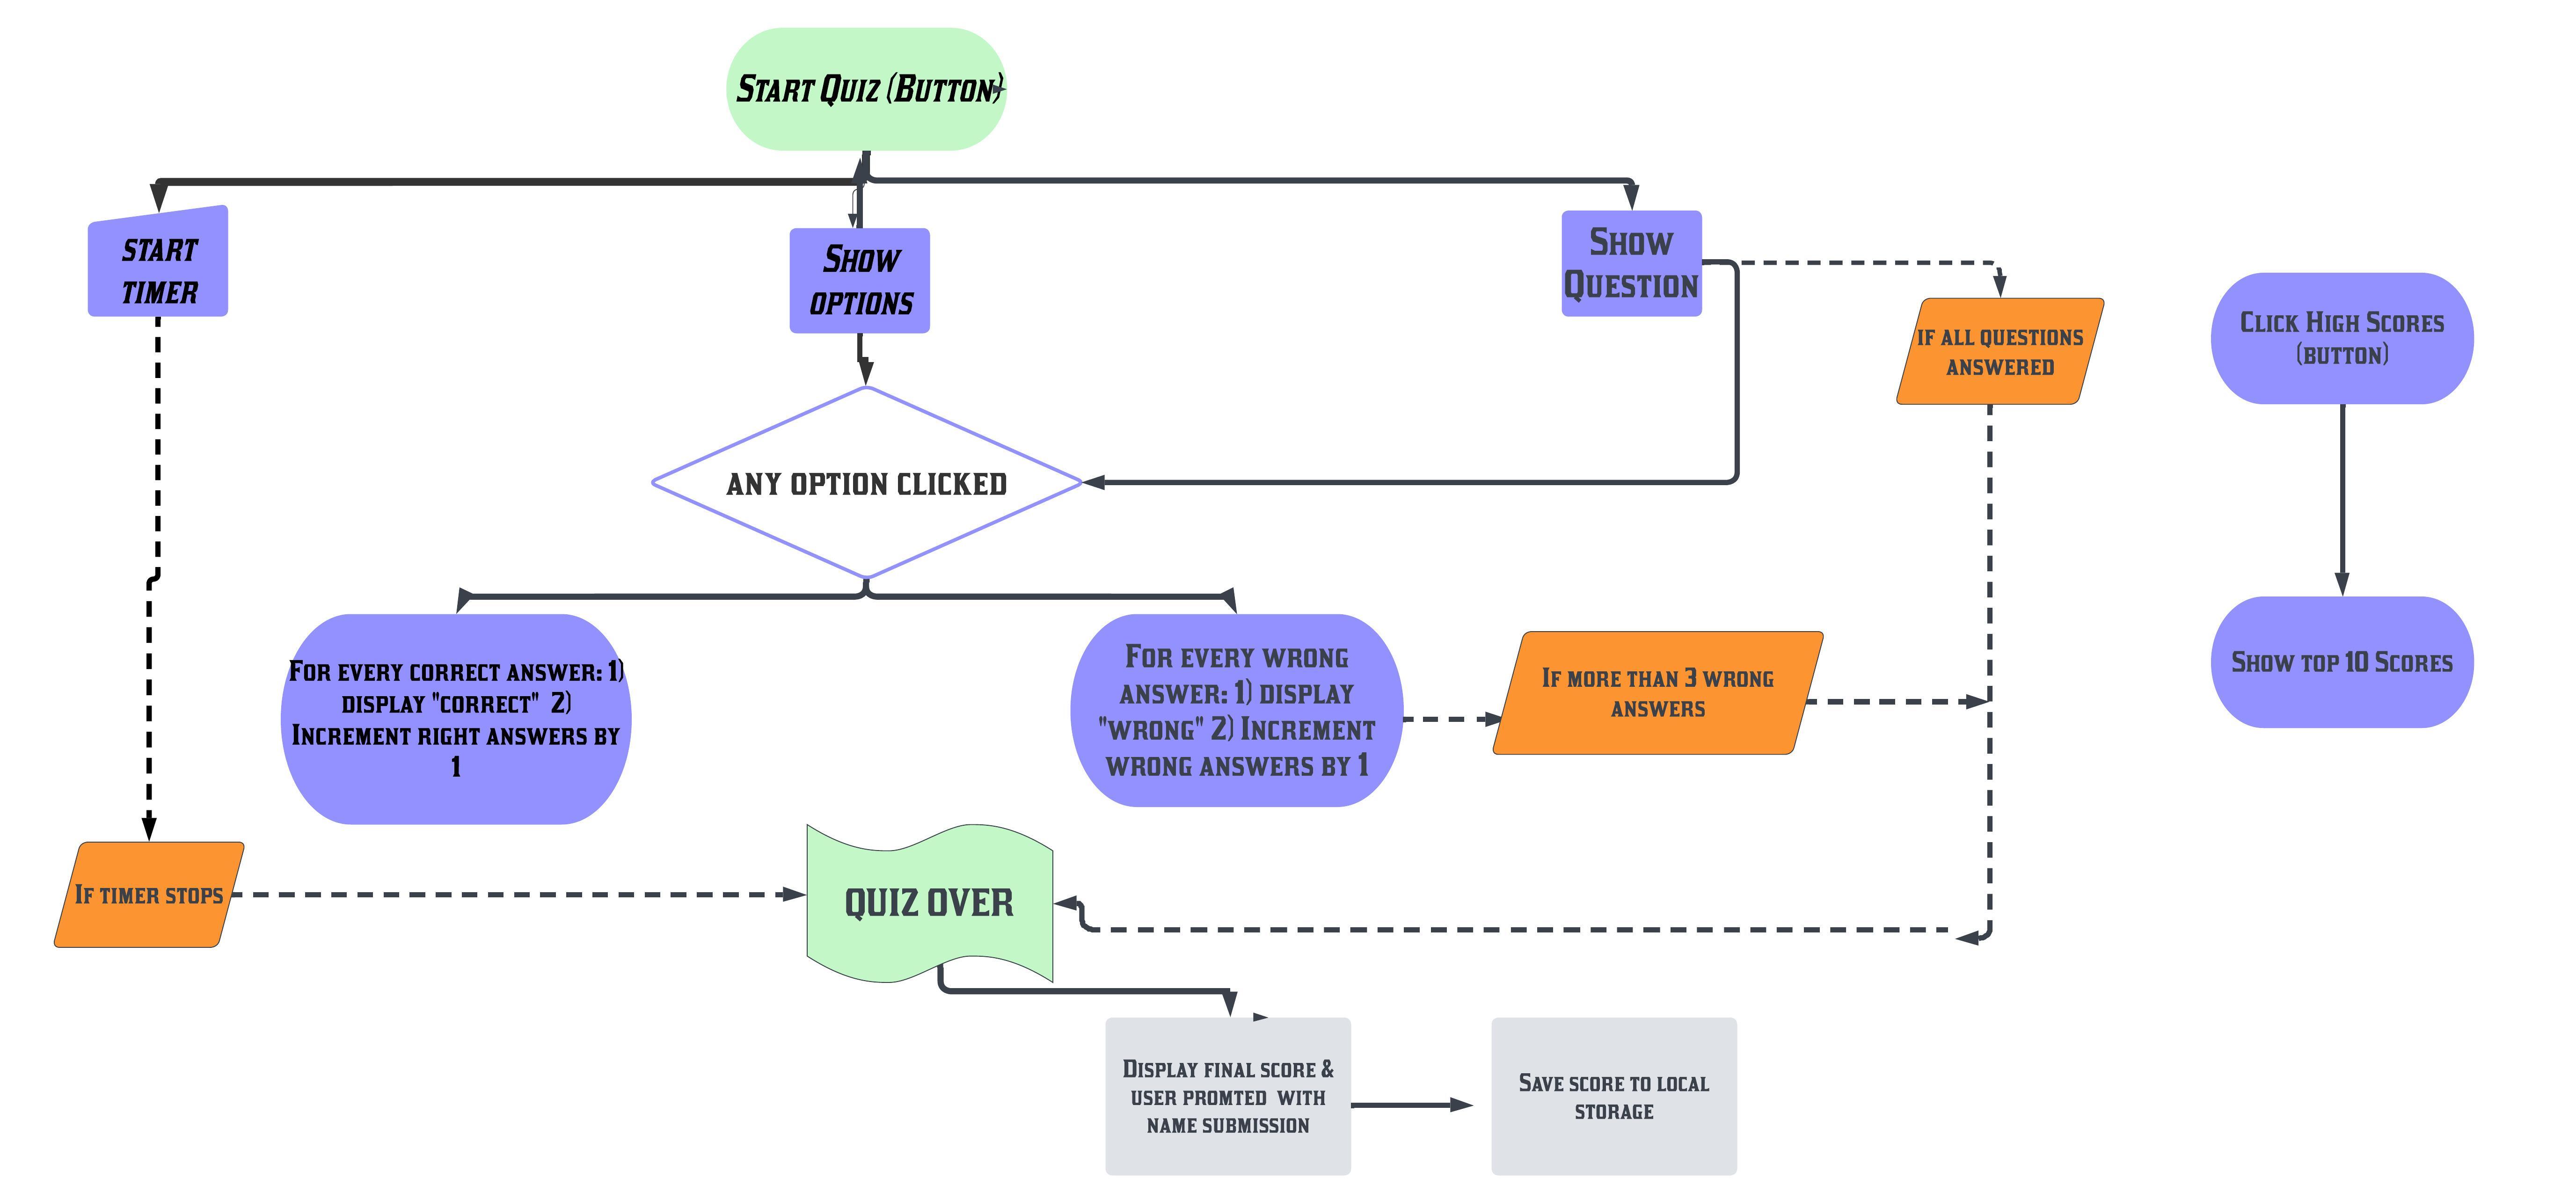 Start Quiz (Button)
start
timer
Show
options
Show
Question
if all questions
answered
Click High Scores
(button)
any option clicked
For every correct answer: 1)
display "correct" 2)
Increment right answers by
1
For every wrong
answer: 1) display
"wrong" 2) Increment
wrong answers by 1
If more than 3 wrong
answers
Show top 10 Scores
If timer stops
QUIZ OVER
Display final score &
user promted with
name submission
Save score to local
storage